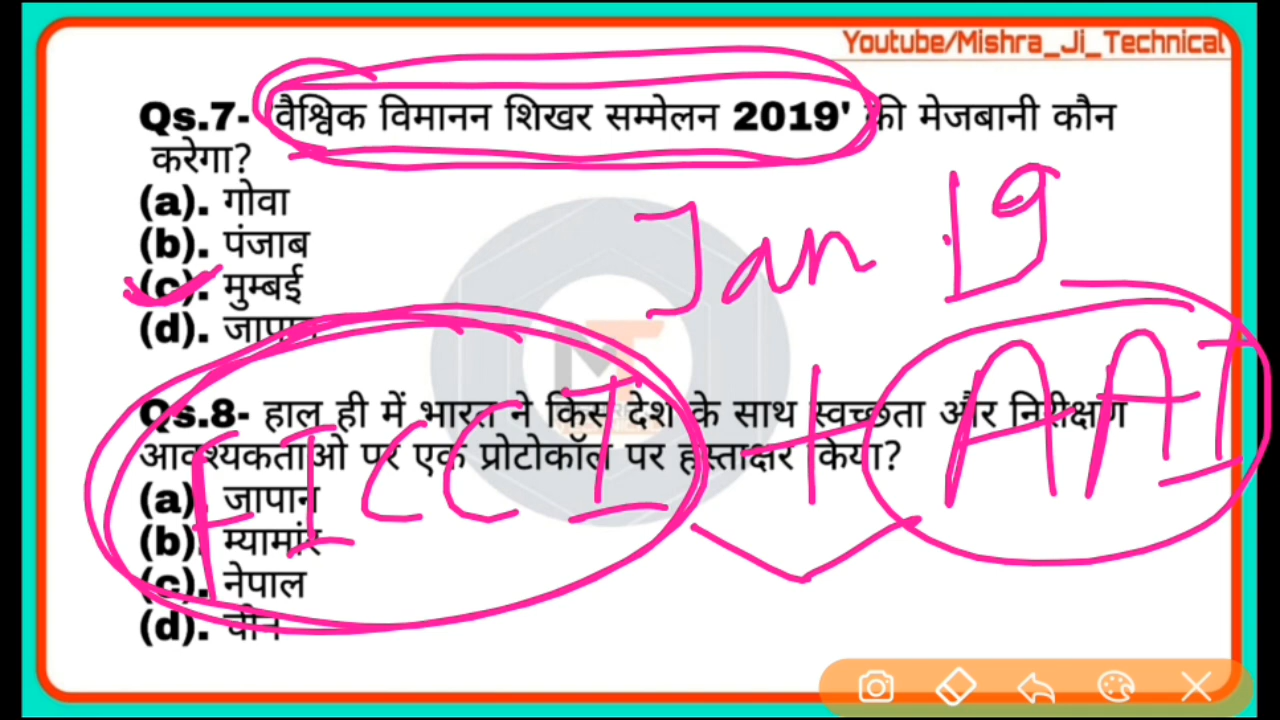 Youtube/Mishra_Ji_Technical
Qs.7- 'वैश्विक विमानन शिखर सम्मेलन 2019' की मेजबानी कौन
करेगा?
(a). गोवा
(b). पंजाब
(c). मुम्बई
(d). जापान
Jan 19
Qs.8- हाल ही में भारत ने किस देश के साथ स्वच्छता और निरीक्षण
आवश्यकताओ पर एक प्रोटोकॉल पर हस्ताक्षर किया?
(a). जापान
(b). म्यामांर
(c). नेपाल
(d). चीन
FICCI + AAI